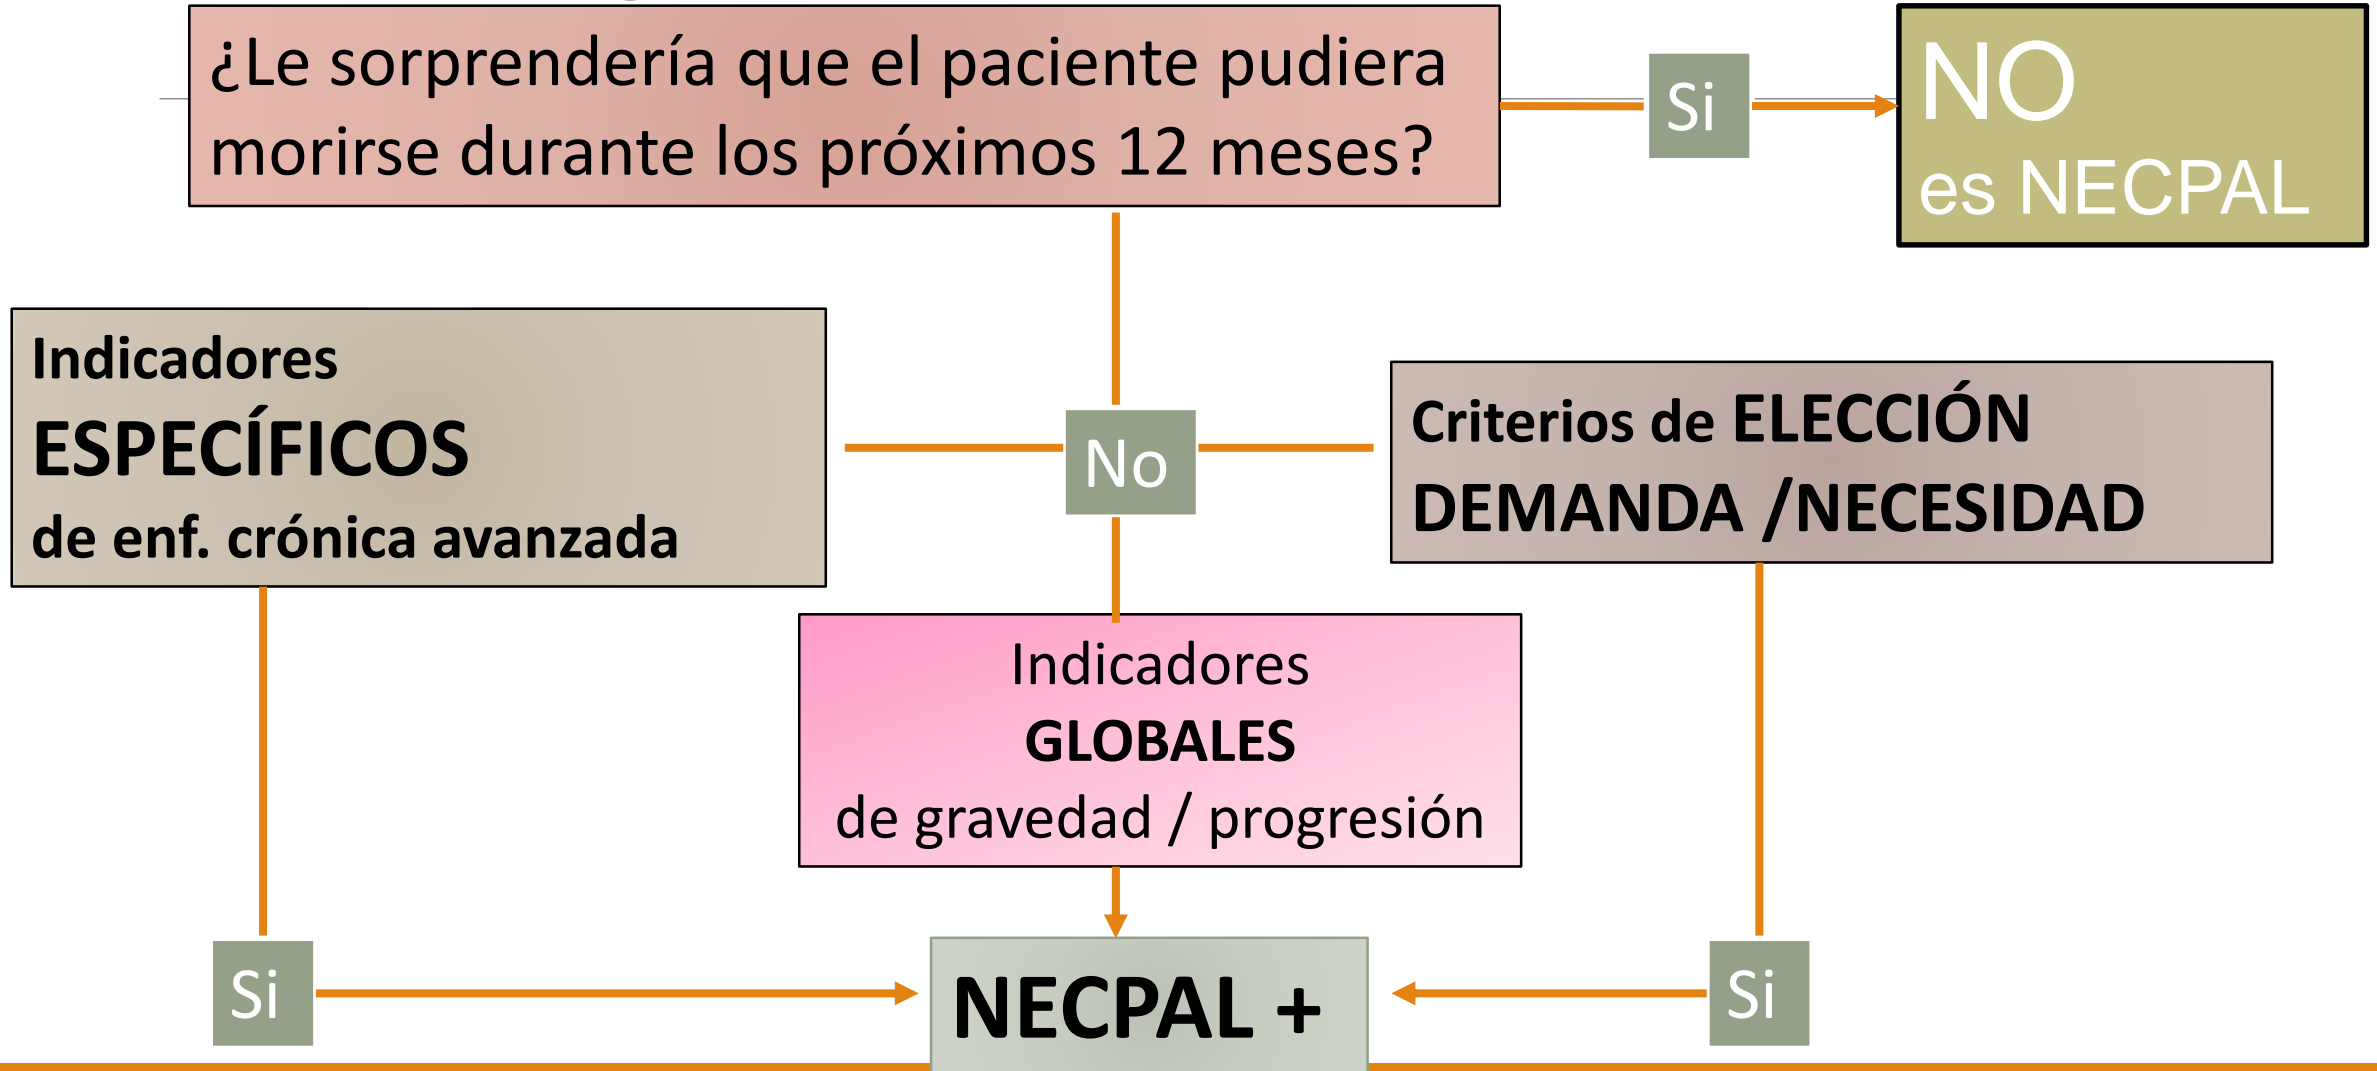 ¿Le sorprendería que el paciente pudiera
morirse durante los próximos 12 meses?
Si
NO
es NECPAL
Indicadores
ESPECÍFICOS
de enf. crónica avanzada
No
Criterios de ELECCIÓN
DEMANDA /NECESIDAD
Indicadores
GLOBALES
de gravedad / progresión
Si
NECPAL +
Si